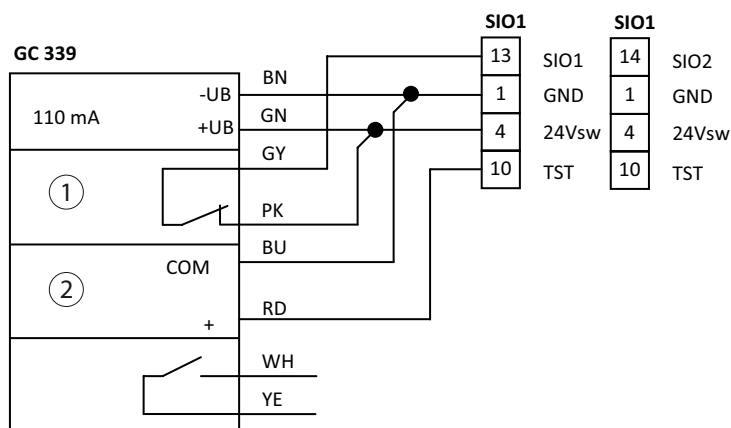 SIO1 SIO1
GC 339
13 SIO1 14 SIO2
BN
-UB 1 GND 1 GND
110 mA
GN
+UB 4 24Vsw 4 24Vsw
GY
10 TST 10 TST
1
PK
BU
COM
2
RD
+
WH
YE